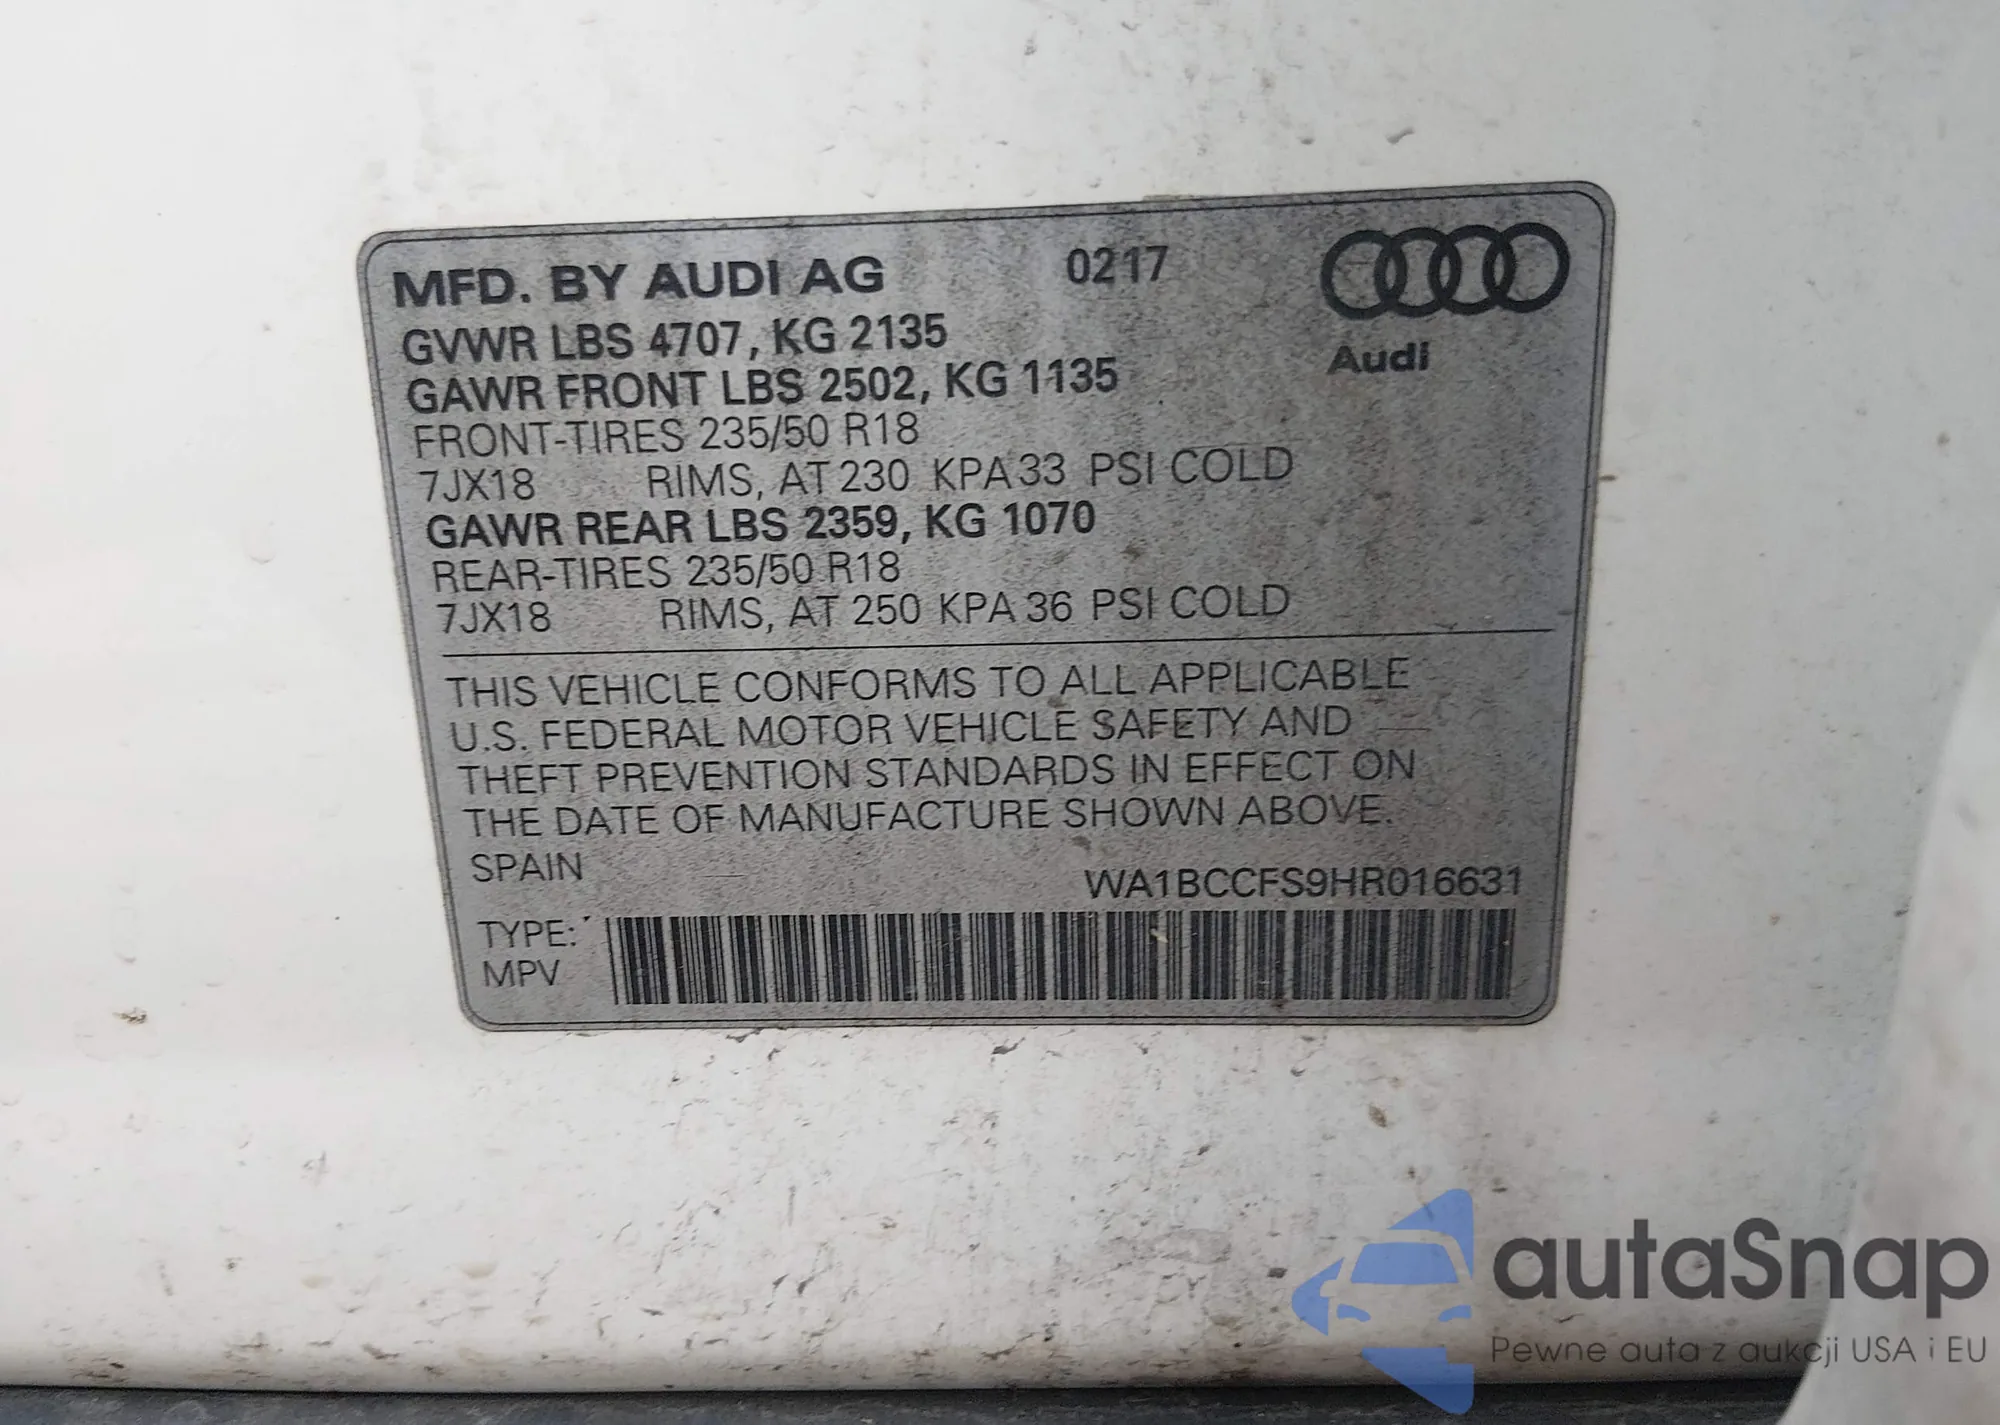 MFD. BY AUDI AG 0217
Audi
GVWR LBS 4707, KG 2135
GAWR FRONT LBS 2502, KG 1135
FRONT-TIRES 235/50 R18
7JX18 RIMS, AT 230 KPA 33 PSI COLD
GAWR REAR LBS 2359, KG 1070
REAR-TIRES 235/50 R18
7JX18 RIMS, AT 250 KPA 36 PSI COLD
THIS VEHICLE CONFORMS TO ALL APPLICABLE
U.S. FEDERAL MOTOR VEHICLE SAFETY AND
THEFT PREVENTION STANDARDS IN EFFECT ON
THE DATE OF MANUFACTURE SHOWN ABOVE.
SPAIN WA1BCCFS9HR016631
TYPE:
MPV
autaSnap
Pewne auta z aukcji USA i EU